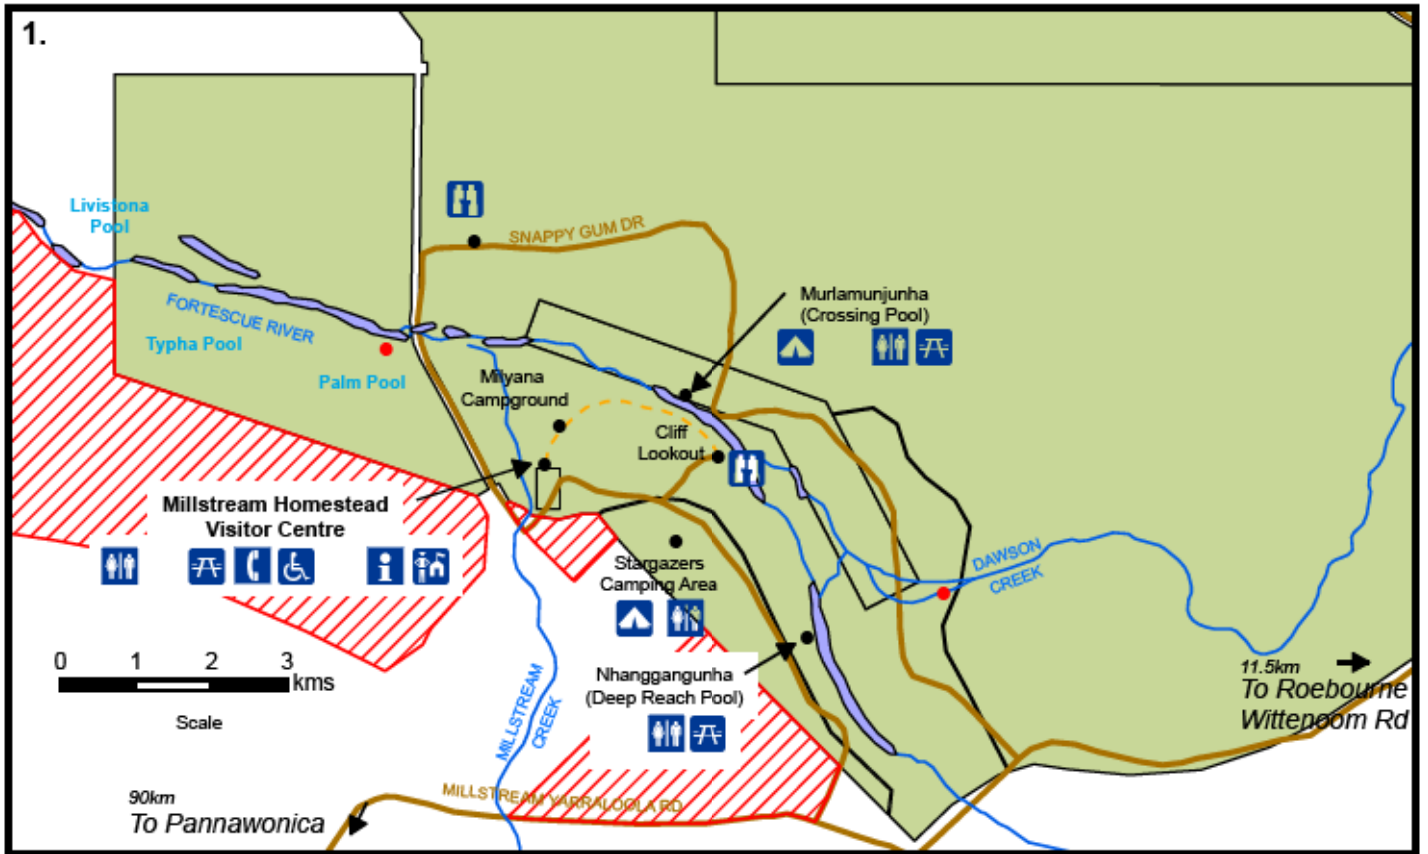 1.
Livistona
Pool
SNAPPY GUM DR
FORTESCUE RIVER
Typha Pool
Palm Pool
Murlamunjunha
(Crossing Pool)
Milyana
Campground
Cliff
Lookout
Millstream Homestead
Visitor Centre
Stargazers
Camping Area
DAWSON
CREEK
Nhanggangunha
(Deep Reach Pool)
0 1 2 3
kms
Scale
MILLSTREAM
CREEK
11.5km
To Roebourne
Wittenoom Rd
MILLSTREAM YARRALOOLA RD
90km
To Pannawonica